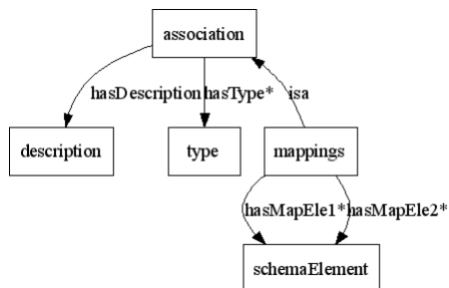 association
hasDescription hasType* isa
description type mappings
hasMapEle1* hasMapEle2*
schemaElement